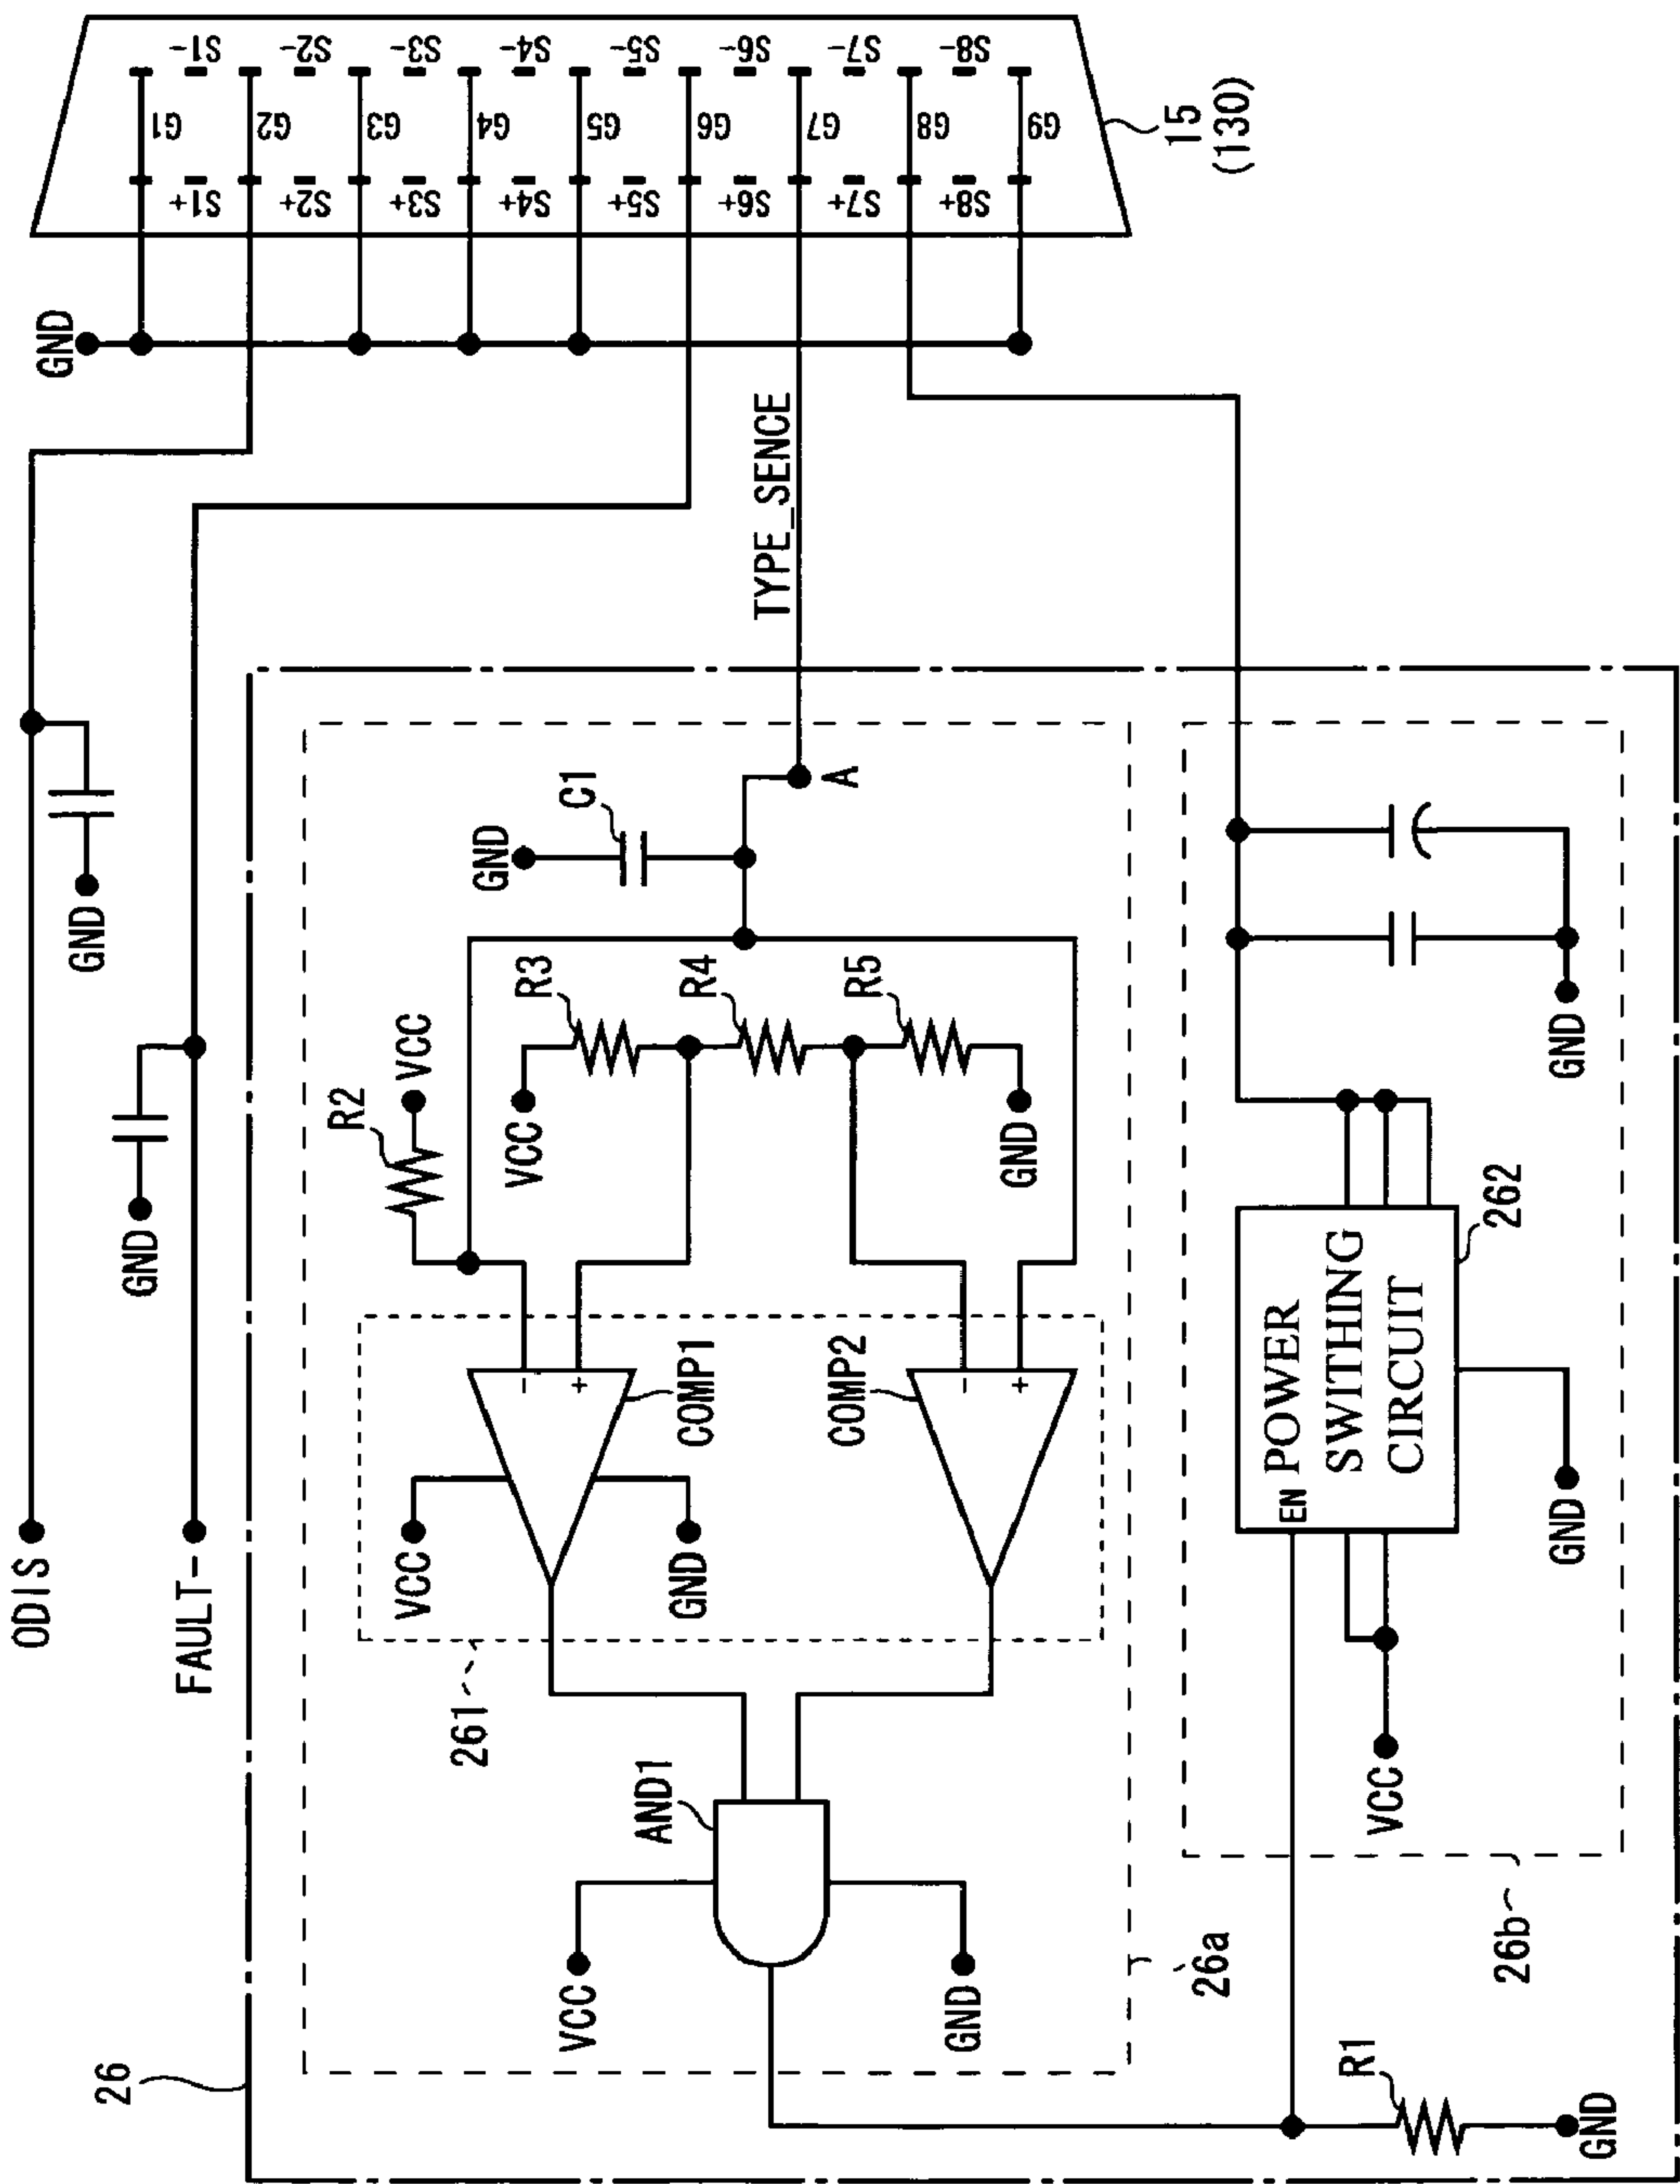 ODIS
FAULT-
GND
GND
GND
G1
G2
G3
G4
G5
G6
G7
G8
G9
S1+
S2+
S3+
S4+
S5+
S6+
S7+
S8+
S1-
S2-
S3-
S4-
S5-
S6-
S7-
S8-
15
(130)
TYPE_SENCE
26
26a
261
VCC
GND
AND1
VCC
GND
COMP1
-
+
COMP2
-
+
R2
VCC
VCC
R3
R4
R5
GND
GND
C1
A
26b
VCC
EN
POWER
SWITHING
CIRCUIT
262
GND
GND
R1
GND